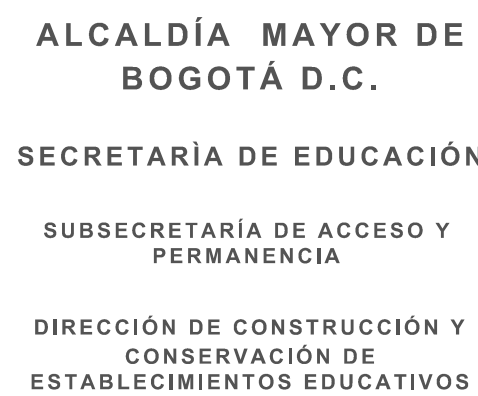 ALCALDÍA MAYOR DE
BOGOTÁ D.C.
SECRETARÌA DE EDUCACIÓN
SUBSECRETARÍA DE ACCESO Y
PERMANENCIA
DIRECCIÓN DE CONSTRUCCIÓN Y
CONSERVACIÓN DE
ESTABLECIMIENTOS EDUCATIVOS